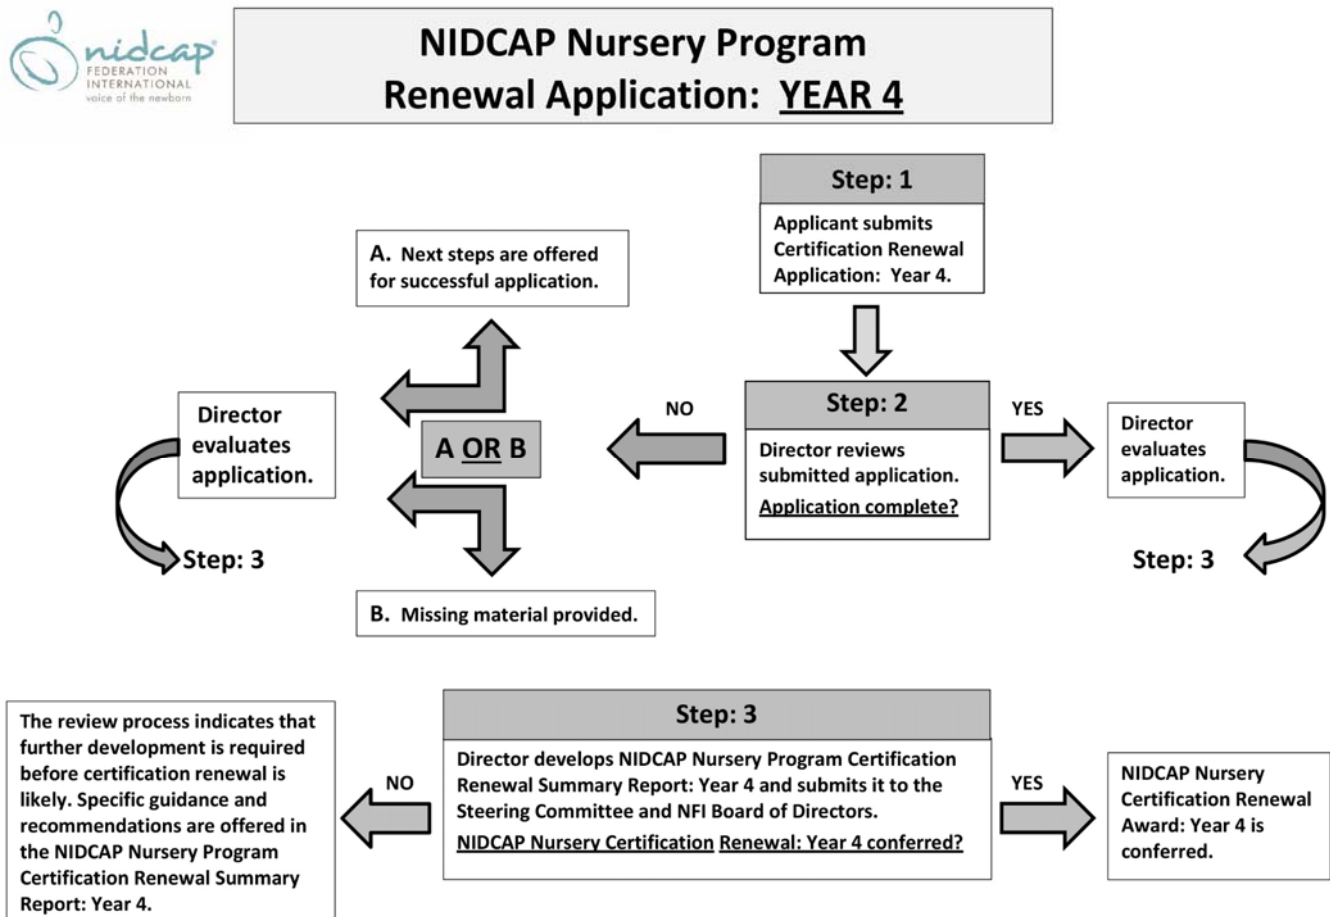 nidcap
FEDERATION
INTERNATIONAL
voice of the newborn
NIDCAP Nursery Program
Renewal Application: YEAR 4
Step: 1
Applicant submits
Certification Renewal
Application: Year 4.
A. Next steps are offered
for successful application.
Director
evaluates
application.
A OR B
NO
Step: 2
Director reviews
submitted application.
Application complete?
YES
Director
evaluates
application.
Step: 3
Step: 3
B. Missing material provided.
The review process indicates that
further development is required
before certification renewal is
likely. Specific guidance and
recommendations are offered in
the NIDCAP Nursery Program
Certification Renewal Summary
Report: Year 4.
NO
Step: 3
Director develops NIDCAP Nursery Program Certification
Renewal Summary Report: Year 4 and submits it to the
Steering Committee and NFI Board of Directors.
NIDCAP Nursery Certification Renewal: Year 4 conferred?
YES
NIDCAP Nursery
Certification Renewal
Award: Year 4 is
conferred.